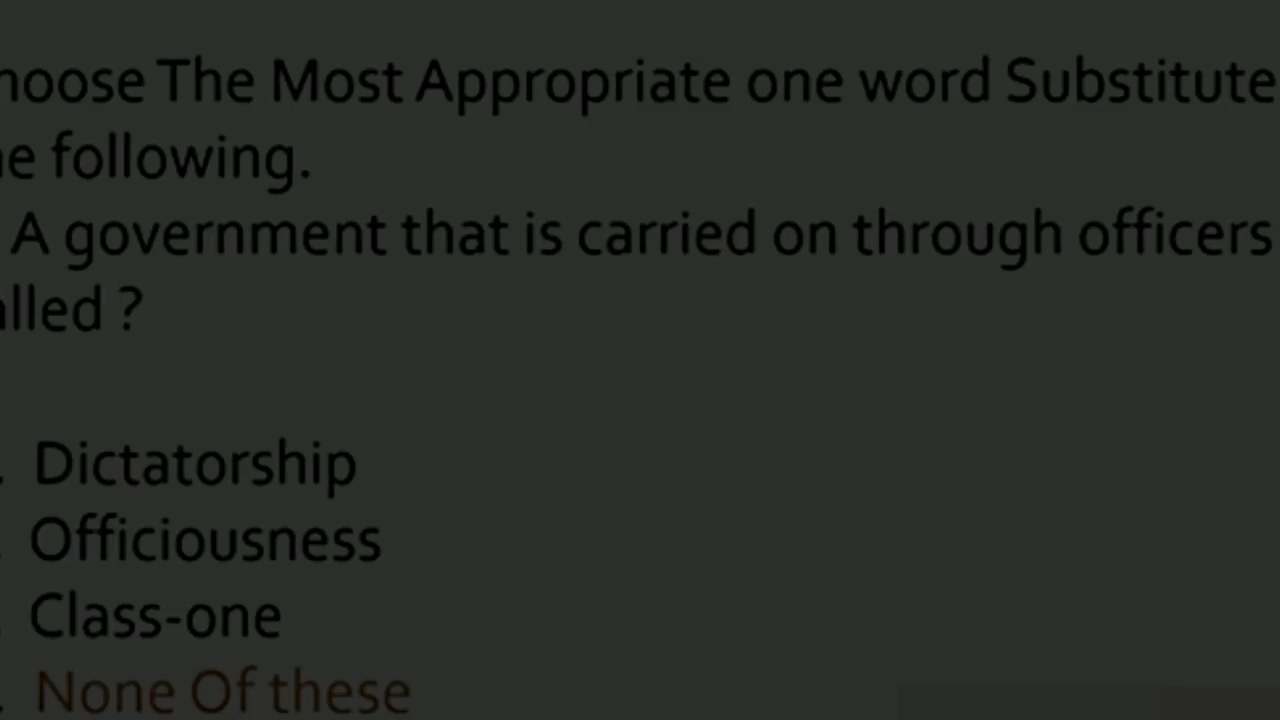 hoose The Most Appropriate one word Substitute
he following.
A government that is carried on through officers
alled ?
. Dictatorship
. Officiousness
. Class-one
. None Of these